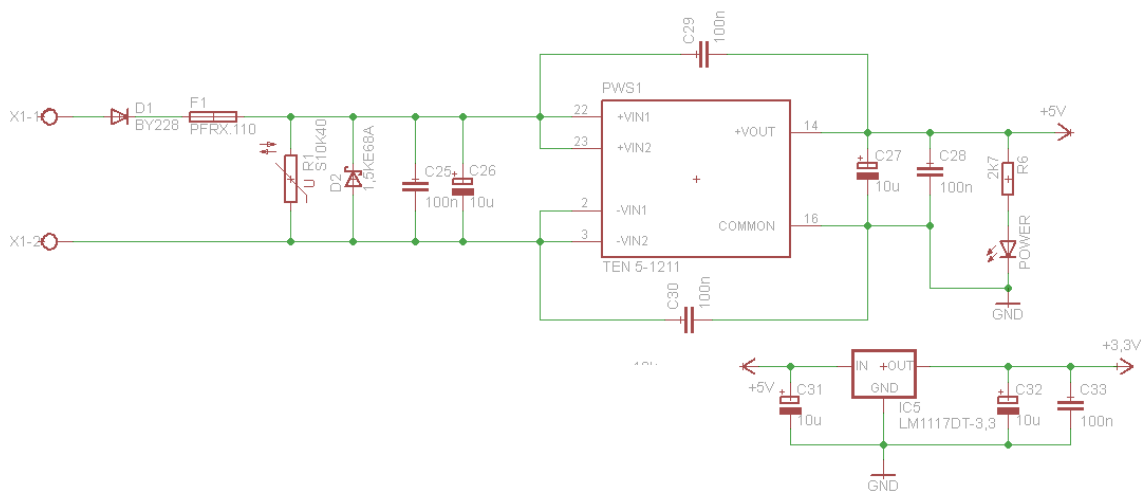 C29
100n
PWS1
X1-1
D1
BY228
F1
PFRX.110
22
+VIN1
23
+VIN2
+VOUT
14
+5V
R1
S10K40
U
D2
1,5KE68A
C25
100n
+
C26
10u
+
C27
10u
C28
100n
2k7
R6
2
-VIN1
3
-VIN2
COMMON
16
POWER
X1-2
TEN 5-1211
C30
100n
GND
+5V
IN
+OUT
GND
+3,3V
+
C31
10u
IC5
LM1117DT-3,3
+
C32
10u
C33
100n
GND